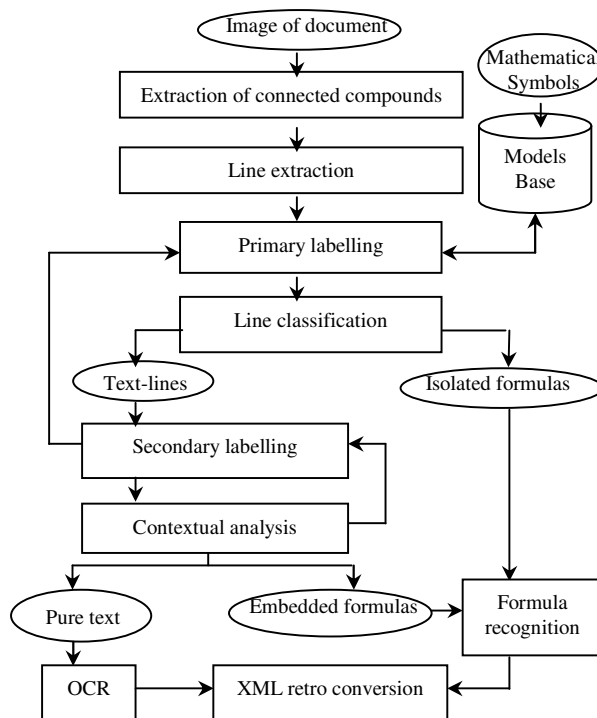 Image of document
Mathematical
Symbols
Extraction of connected compounds
Models
Base
Line extraction
Primary labelling
Line classification
Text-lines
Isolated formulas
Secondary labelling
Contextual analysis
Pure text
Embedded formulas
Formula
recognition
OCR
XML retro conversion